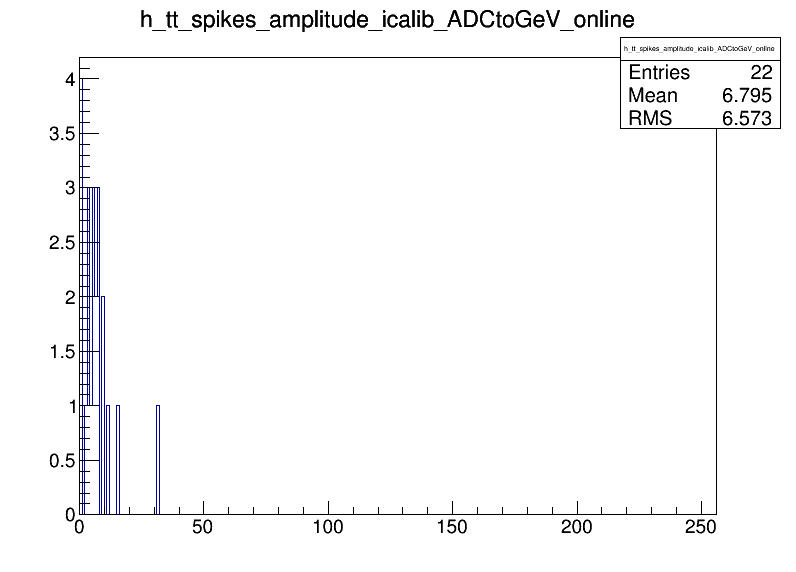 h_tt_spikes_amplitude_icalib_ADCtoGeV_online
h_tt_spikes_amplitude_icalib_ADCtoGeV_online
Entries 22
Mean 6.795
RMS 6.573
4
3.5
3
2.5
2
1.5
1
0.5
0
0 50 100 150 200 250